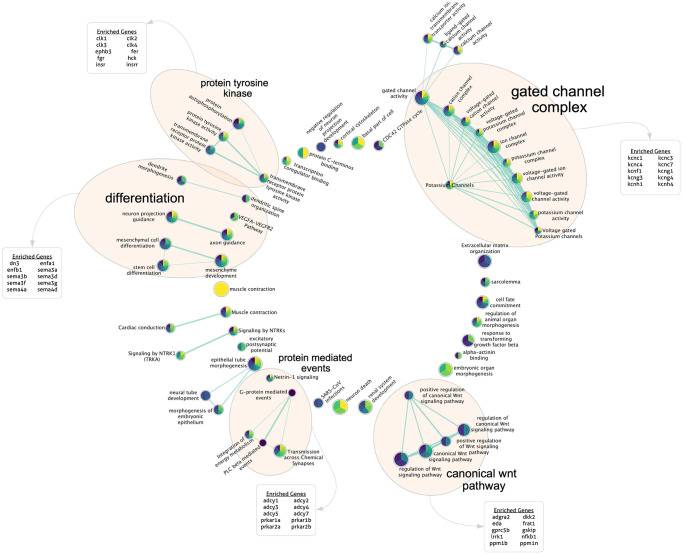 Enriched Genes
clk1 clk2
clk3 clk4
ephb3 fer
fgr hck
insr insrr
protein tyrosine
kinase
protein
autophosphorylation
protein tyrosine
kinase activity
transmembrane
receptor protein
kinase activity
transmembrane
receptor protein
tyrosine kinase
activity
negative regulation
of neuron
projection
development
cortical cytoskeleton
binding
basal part of cell
CDC42 GTPase cycle
protein C-terminus
binding
transcription
coregulator binding
calcium ion
transmembrane
transporter activity
ligand-gated
calcium channel
activity
calcium channel
activity
gated channel
activity
gated channel
complex
cation channel
complex
voltage-gated
cation channel
activity
voltage-gated
potassium channel
complex
ion channel
complex
potassium channel
complex
voltage-gated ion
channel activity
Potassium Channels
voltage-gated
channel activity
potassium channel
activity
Voltage gated
Potassium channels
Enriched Genes
kcnc1 kcnc3
kcnc4 kcnc7
kcnf1 kcng1
kcng3 kcng4
kcnh1 kcnh4
differentiation
dendrite
morphogenesis
dendritic spine
organization
neuron projection
guidance
VEGFA-VEGFR2
Pathway
axon guidance
mesenchymal cell
differentiation
stem cell
differentiation
mesenchyme
development
Enriched Genes
dn3 enfa1
enfb1 sema3a
sema3b sema3d
sema3f sema3g
sema4a sema4d
muscle contraction
Muscle contraction
Cardiac conduction
Signaling by NTRKs
Signaling by NTRK1
(TRKA)
excitatory
postsynaptic
potential
epithelial tube
morphogenesis
neural tube
development
morphogenesis of
embryonic
epithelium
Extracellular matrix
organization
sarcolemma
cell fate
commitment
regulation of
animal organ
morphogenesis
response to
transforming
growth factor beta
alpha-actinin
binding
embryonic organ
morphogenesis
protein mediated
events
Netrin-1 signaling
G-protein mediated
events
integration of
energy metabolism
PLC beta mediated
events
Transmission
across Chemical
Synapses
SARS-CoV
Infections
neuron death
renal system
development
Enriched Genes
adcy1 adcy2
adcy3 adcy4
adcy5 adcy7
prkar1a prkar1b
prkar2a prkar2b
positive regulation
of canonical Wnt
signaling pathway
regulation of
canonical Wnt
signaling pathway
positive regulation
of Wnt signaling
pathway
canonical Wnt
signaling pathway
regulation of Wnt
signaling pathway
canonical wnt
pathway
Enriched Genes
adgra2 dkk2
eda frat1
gprc5b gskip
lrrk1 nfkb1
ppm1b ppm1n